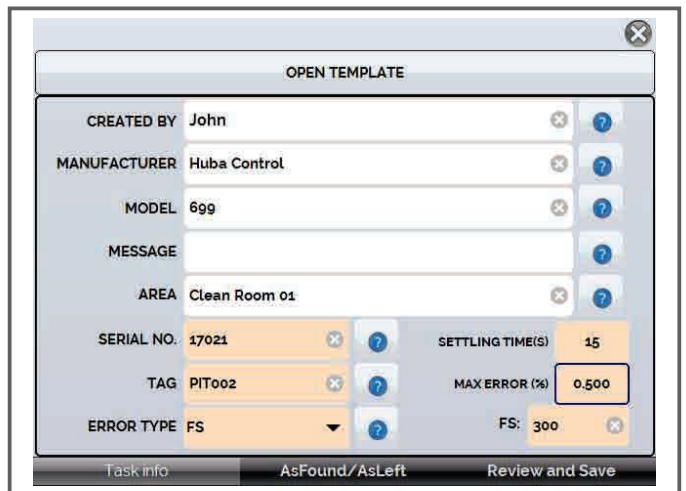 OPEN TEMPLATE
CREATED BY John
MANUFACTURER Huba Control
MODEL 699
MESSAGE
AREA Clean Room 01
SERIAL NO. 17021 SETTLING TIME(S) 15
TAG PIT002 MAX ERROR (%) 0.500
ERROR TYPE FS FS: 300
Task info AsFound/AsLeft Review and Save